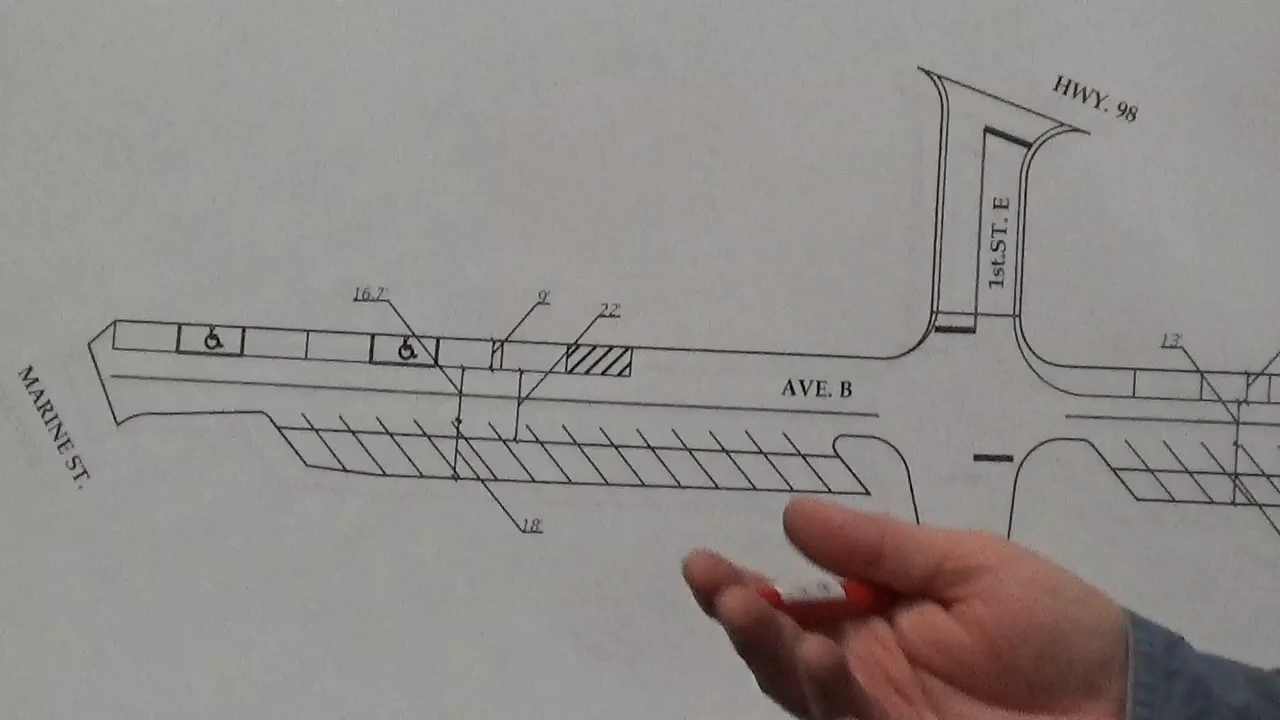 HWY. 98
1st.ST. E
16.7'
9'
22'
13'
AVE. B
MARINE ST.
18'